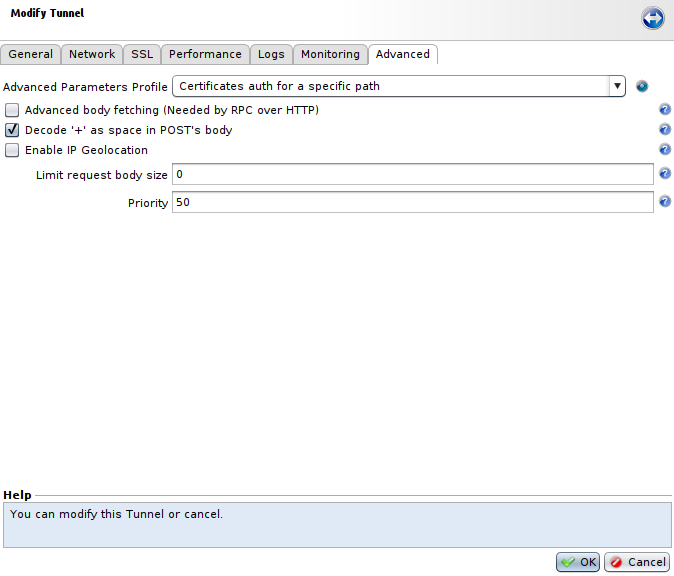 Modify Tunnel
General Network SSL Performance Logs Monitoring Advanced
Advanced Parameters Profile Certificates auth for a specific path
Advanced body fetching (Needed by RPC over HTTP)
Decode '+' as space in POST's body
Enable IP Geolocation
Limit request body size 0
Priority 50
Help
You can modify this Tunnel or cancel.
OK Cancel